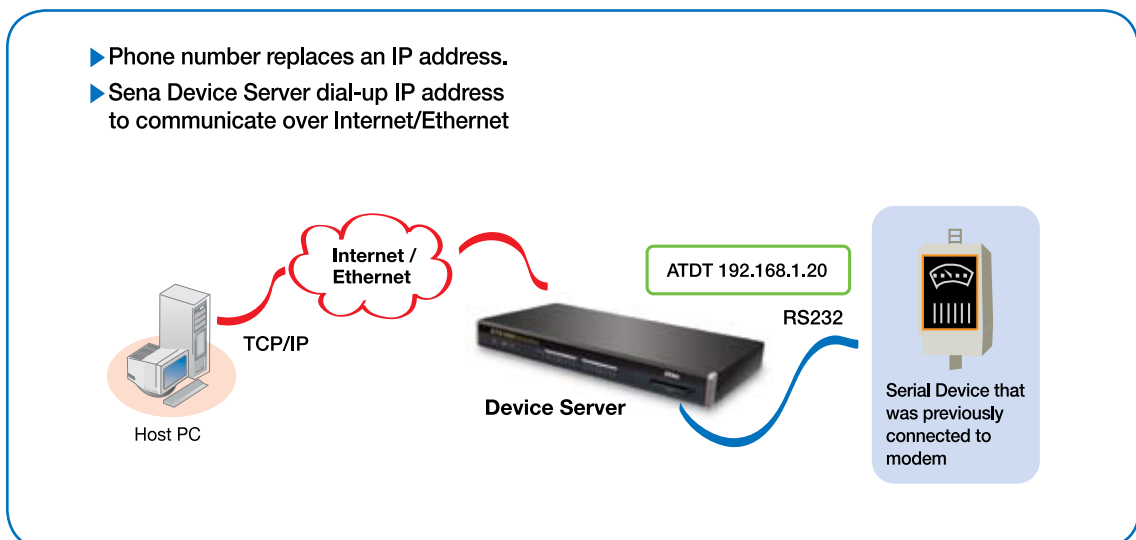 Phone number replaces an IP address.
Sena Device Server dial-up IP address
to communicate over Internet/Ethernet
Internet /
Ethernet
ATDT 192.168.1.20
RS232
TCP/IP
Device Server
Host PC
Serial Device that
was previously
connected to
modem